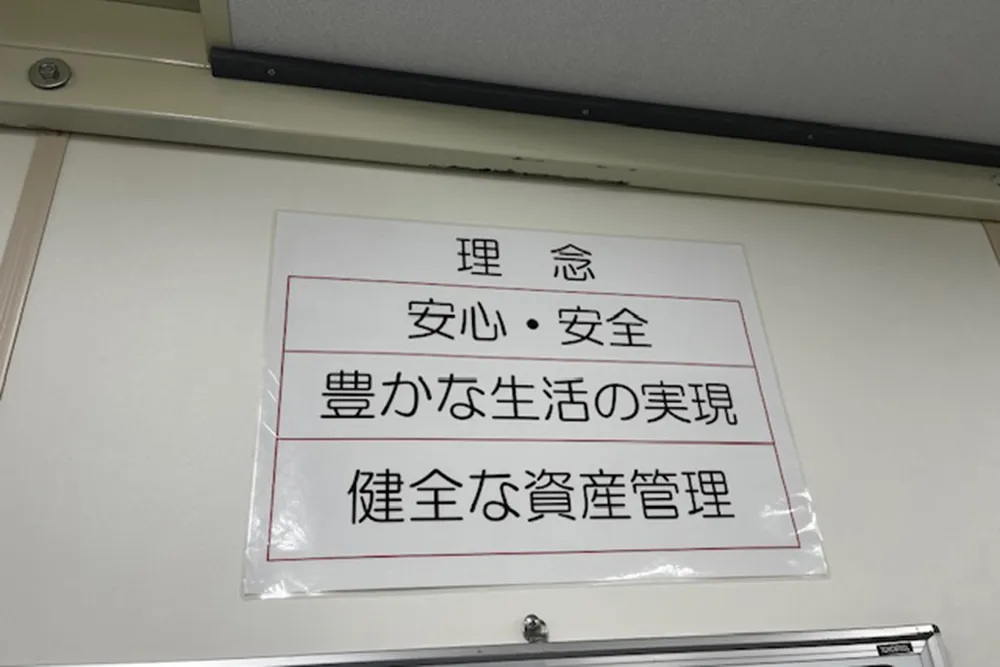 理　念
安心・安全
豊かな生活の実現
健全な資産管理